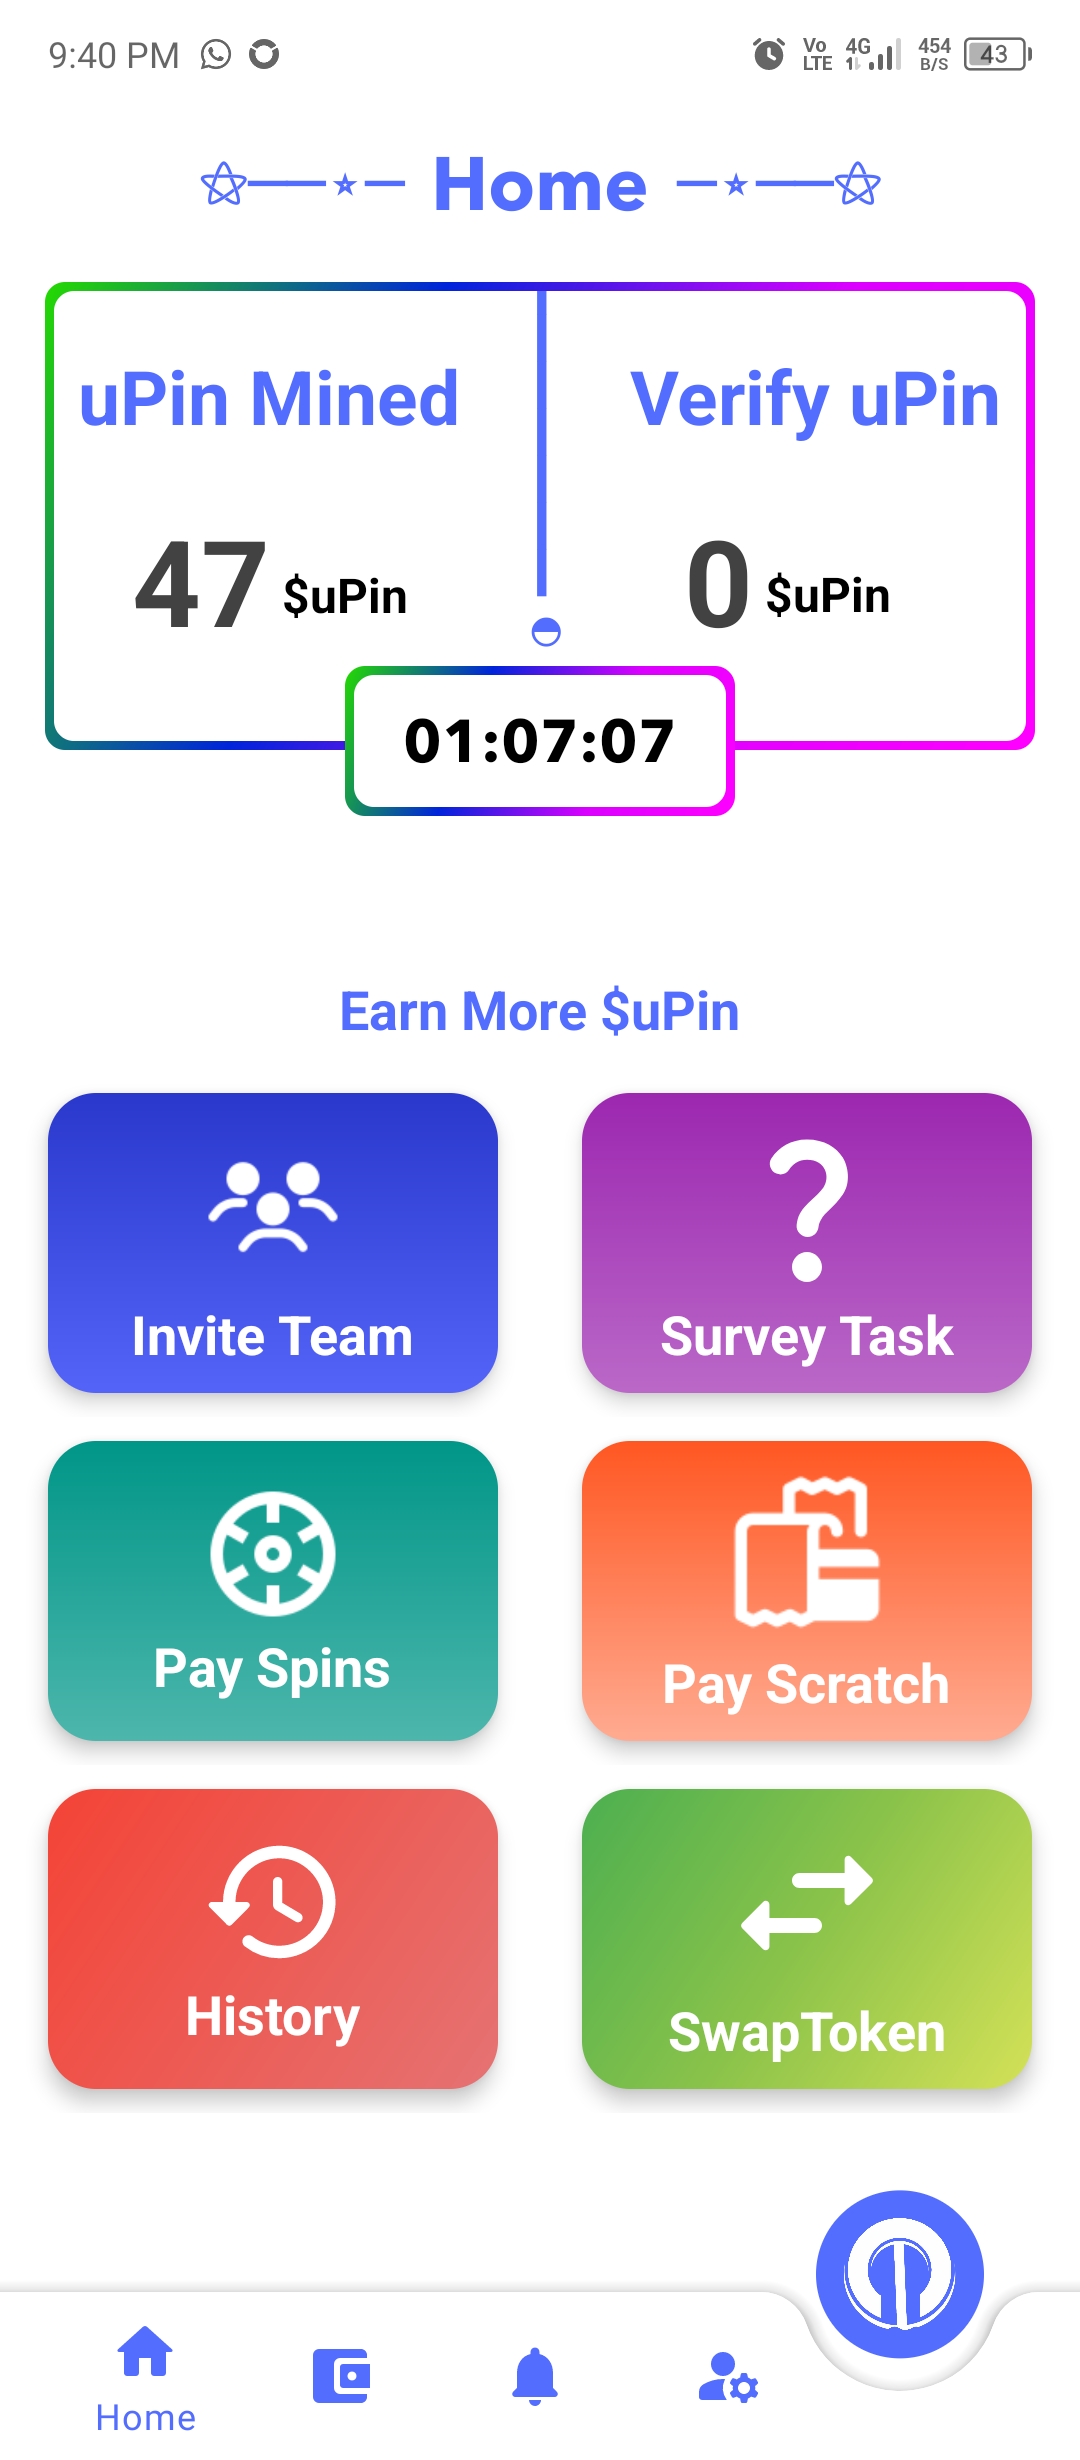 9:40 PM Vo LTE 4G 454 B/S 43
Home
uPin Mined Verify uPin
47 $uPin 0 $uPin
01:07:07
Earn More $uPin
Invite Team Survey Task
Pay Spins Pay Scratch
History SwapToken
Home